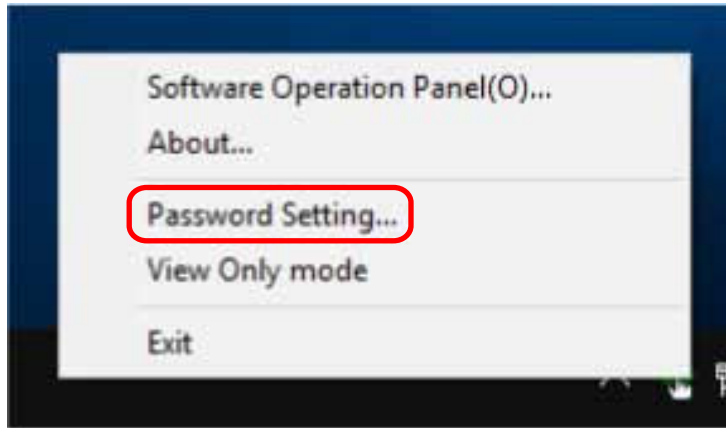 Software Operation Panel(O)...
About...
Password Setting...
View Only mode
Exit